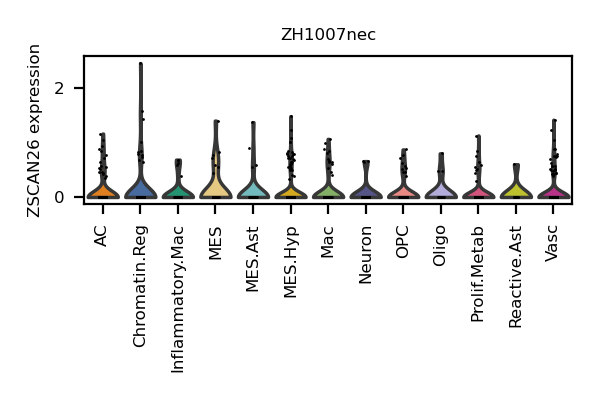 ZH1007nec
ZSCAN26 expression
2
0
AC
Chromatin.Reg
Inflammatory.Mac
MES
MES.Ast
MES.Hyp
Mac
Neuron
OPC
Oligo
Prolif.Metab
Reactive.Ast
Vasc